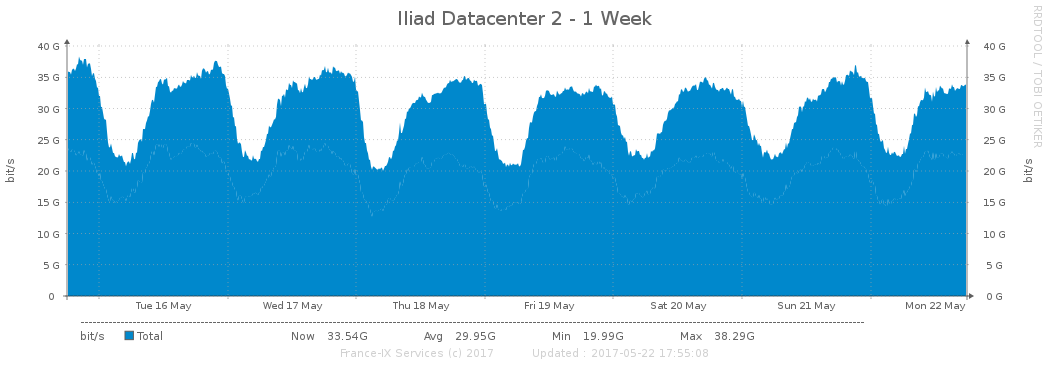 Iliad Datacenter 2 - 1 Week
RRDTOOL / TOBI OETIKER
bit/s
40 G
35 G
30 G
25 G
20 G
15 G
10 G
5 G
0
40 G
35 G
30 G
25 G
20 G
15 G
10 G
5 G
0 G
bit/s
Tue 16 May Wed 17 May Thu 18 May Fri 19 May Sat 20 May Sun 21 May Mon 22 May
bit/s Total Now 33.54G Avg 29.95G Min 19.99G Max 38.29G
France-IX Services (c) 2017 Updated : 2017-05-22 17:55:08